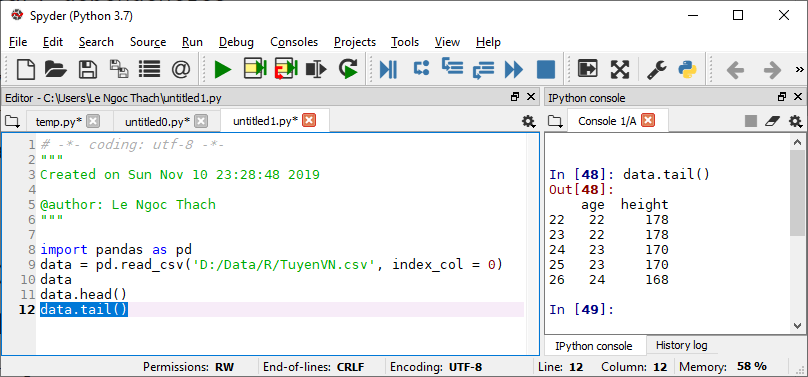 Spyder (Python 3.7)
File Edit Search Source Run Debug Consoles Projects Tools View Help
Editor - C:\Users\Le Ngoc Thach\untitled1.py
temp.py* untitled0.py* untitled1.py*
1 # -*- coding: utf-8 -*-
2 """
3 Created on Sun Nov 10 23:28:48 2019
4
5 @author: Le Ngoc Thach
6 """
7
8 import pandas as pd
9 data = pd.read_csv('D:/Data/R/TuyenVN.csv', index_col = 0)
10 data
11 data.head()
12 data.tail()
IPython console
Console 1/A
In [48]: data.tail()
Out[48]:
age height
22 22 178
23 22 178
24 23 170
25 23 170
26 24 168
In [49]:
IPython console History log
Permissions: RW End-of-lines: CRLF Encoding: UTF-8 Line: 12 Column: 12 Memory: 58 %